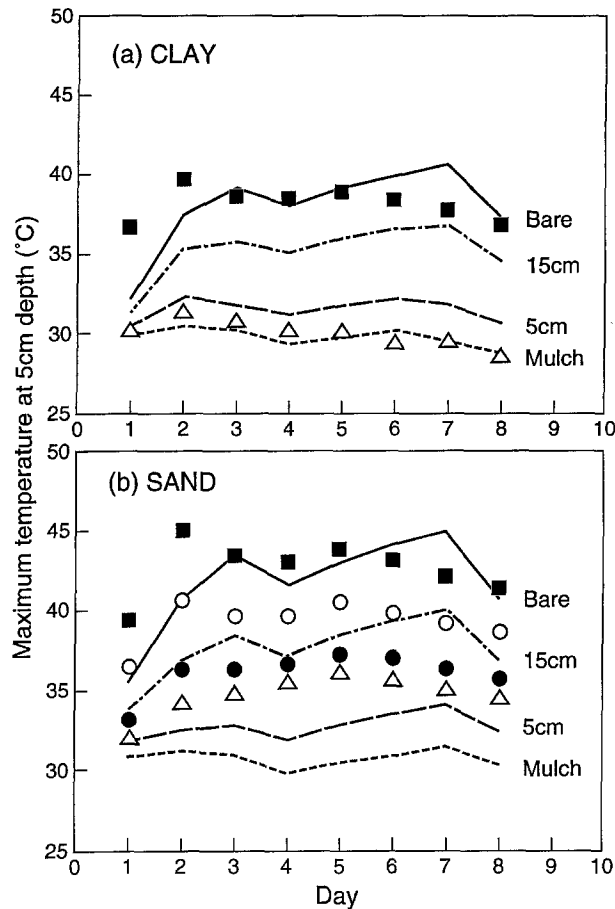 Maximum temperature at 5cm depth (°C)
(a) CLAY
50
45
40
35
30
25
Bare
15cm
5cm
Mulch
0 1 2 3 4 5 6 7 8 9 10
(b) SAND
50
45
40
35
30
25
Bare
15cm
5cm
Mulch
0 1 2 3 4 5 6 7 8 9 10
Day